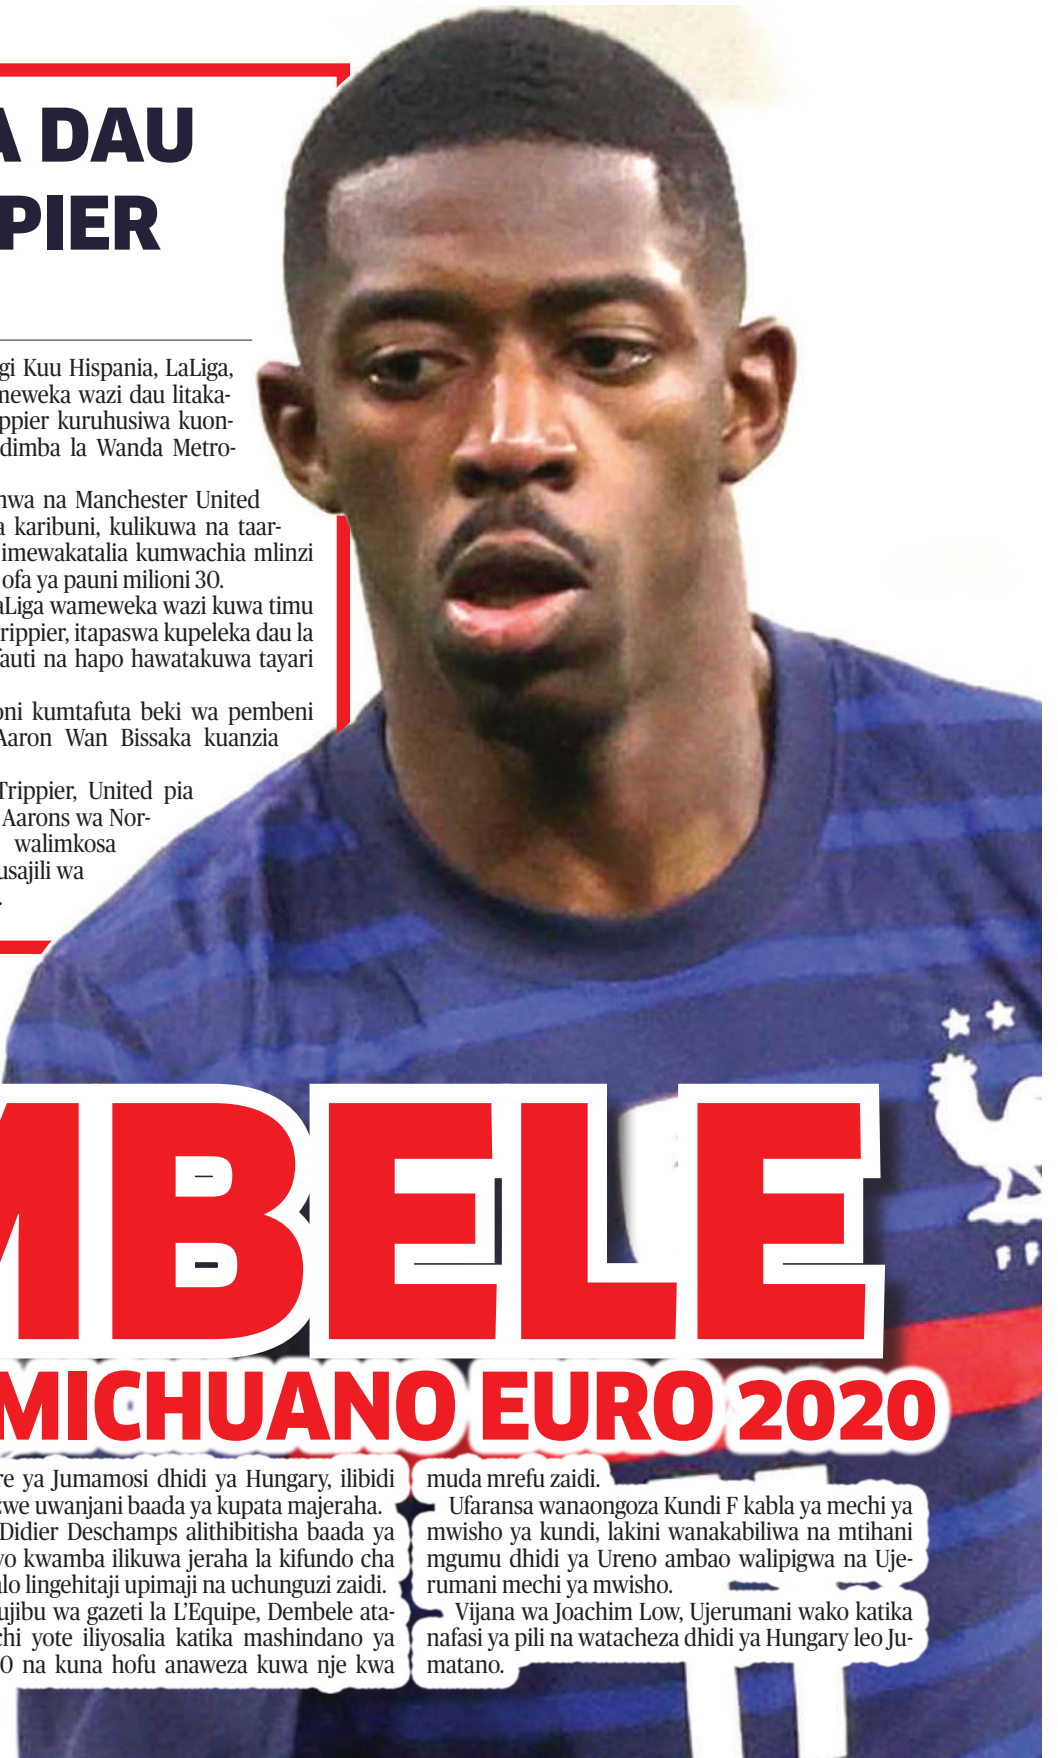 A DAU
PIER
gi Kuu Hispania, LaLiga,
meweka wazi dau litaka-
ppier kuruhusiwa kuon-
dimba la Wanda Metro-
nwa na Manchester United
a karibuni, kulikuwa na taar-
imewakatalia kumwachia mlinzi
ofa ya pauni milioni 30.
aLiga wameweka wazi kuwa timu
rippier, itapaswa kupeleka dau la
fauti na hapo hawatakuwa tayari
oni kumtafuta beki wa pembeni
Aaron Wan Bissaka kuanzia
Trippier, United pia
Aarons wa Nor-
walimkosa
usajili wa
.
MBELE
MICHUANO EURO 2020
re ya Jumamosi dhidi ya Hungary, ilibidi
zwe uwanjani baada ya kupata majeraha.
Didier Deschamps alithibitisha baada ya
yo kwamba ilikuwa jeraha la kifundo cha
alo lingehitaji upimaji na uchunguzi zaidi.
ujibu wa gazeti la L'Equipe, Dembele ata-
chi yote iliyosalia katika mashindano ya
0 na kuna hofu anaweza kuwa nje kwa
muda mrefu zaidi.
Ufaransa wanaongoza Kundi F kabla ya mechi ya
mwisho ya kundi, lakini wanakabiliwa na mtihani
mgumu dhidi ya Ureno ambao walipigwa na Uje-
rumani mechi ya mwisho.
Vijana wa Joachim Low, Ujerumani wako katika
nafasi ya pili na watacheza dhidi ya Hungary leo Ju-
matano.
FF
11